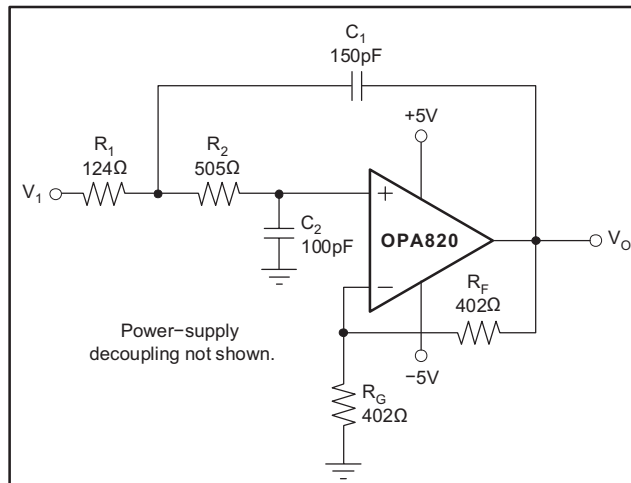 C1
150pF
+5V
R1
124Ω
R2
505Ω
V1
+
C2
100pF
OPA820
VO
−
RF
402Ω
Power−supply
decoupling not shown.
−5V
RG
402Ω